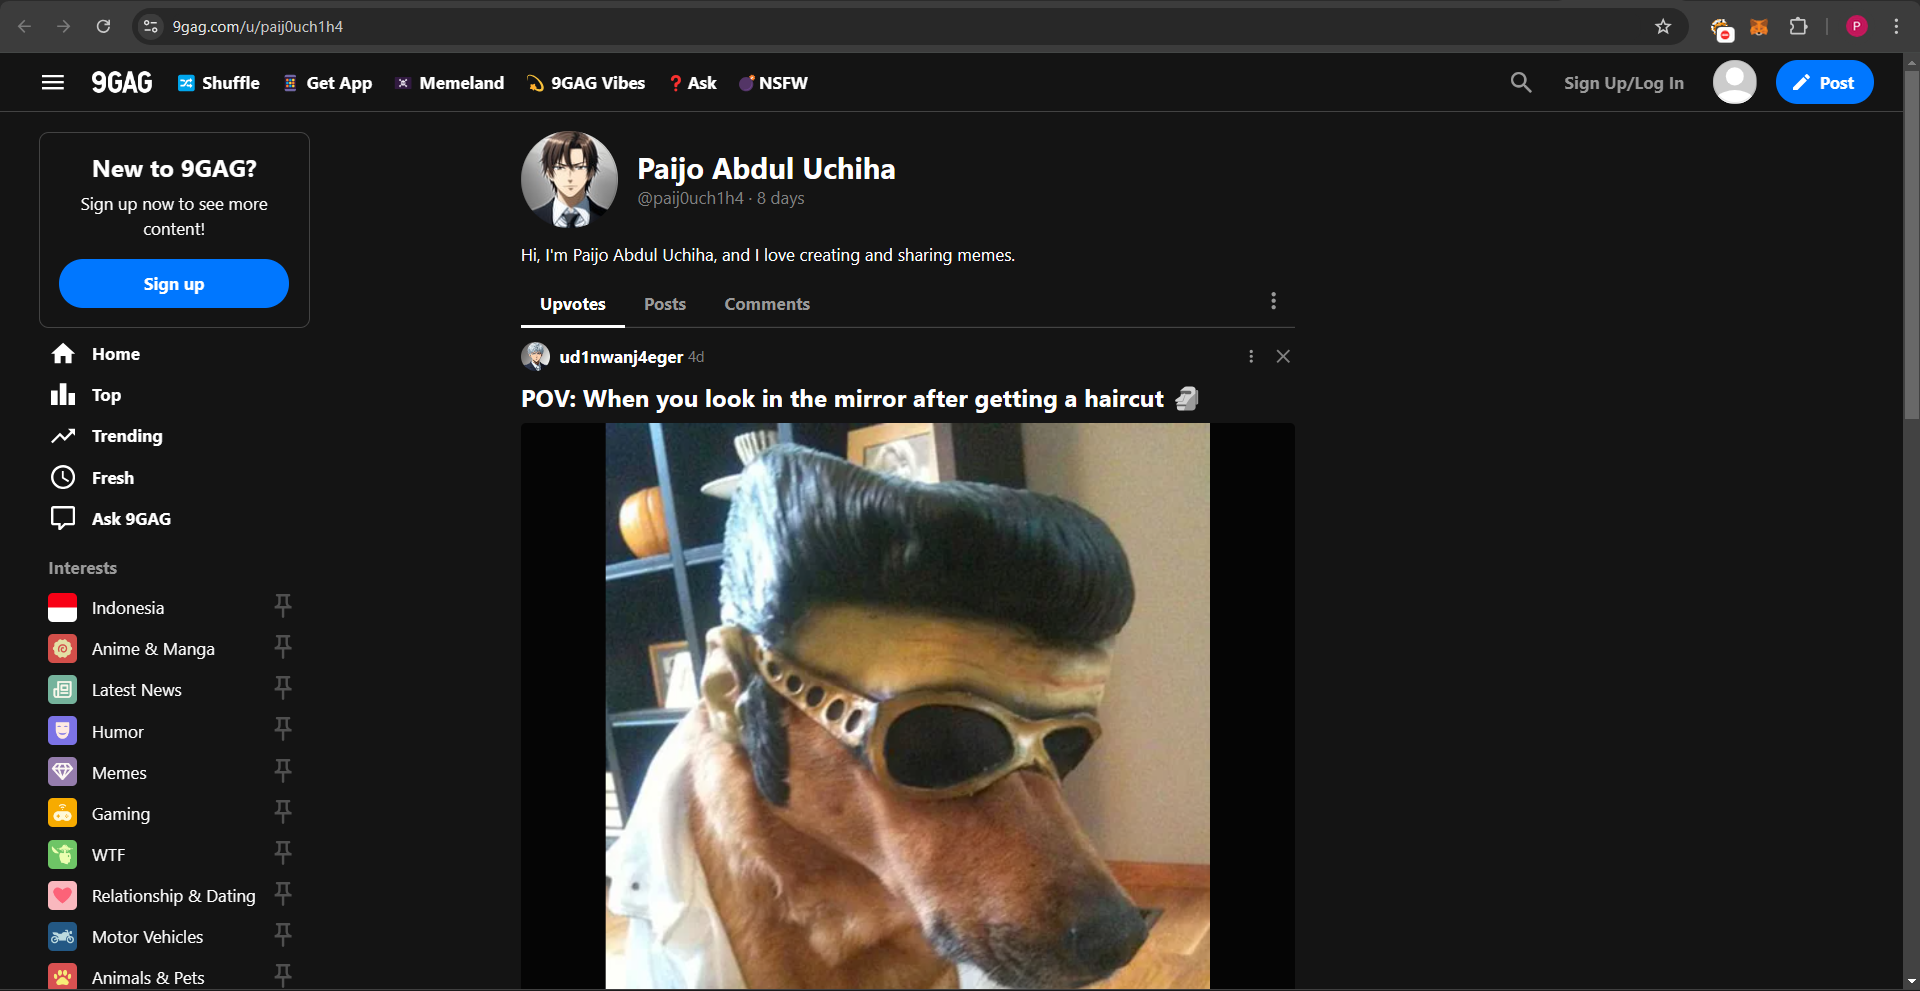 9gag.com/u/paij0uch1h4
P
9GAG
Shuffle
Get App
Memeland
9GAG Vibes
Ask
NSFW
Sign Up/Log In
Post
New to 9GAG?
Sign up now to see more
content!
Sign up
Home
Top
Trending
Fresh
Ask 9GAG
Interests
Indonesia
Anime & Manga
Latest News
Humor
Memes
Gaming
WTF
Relationship & Dating
Motor Vehicles
Animals & Pets
Paijo Abdul Uchiha
@paij0uch1h4 · 8 days
Hi, I'm Paijo Abdul Uchiha, and I love creating and sharing memes.
Upvotes
Posts
Comments
ud1nwanj4eger 4d
POV: When you look in the mirror after getting a haircut 🗿